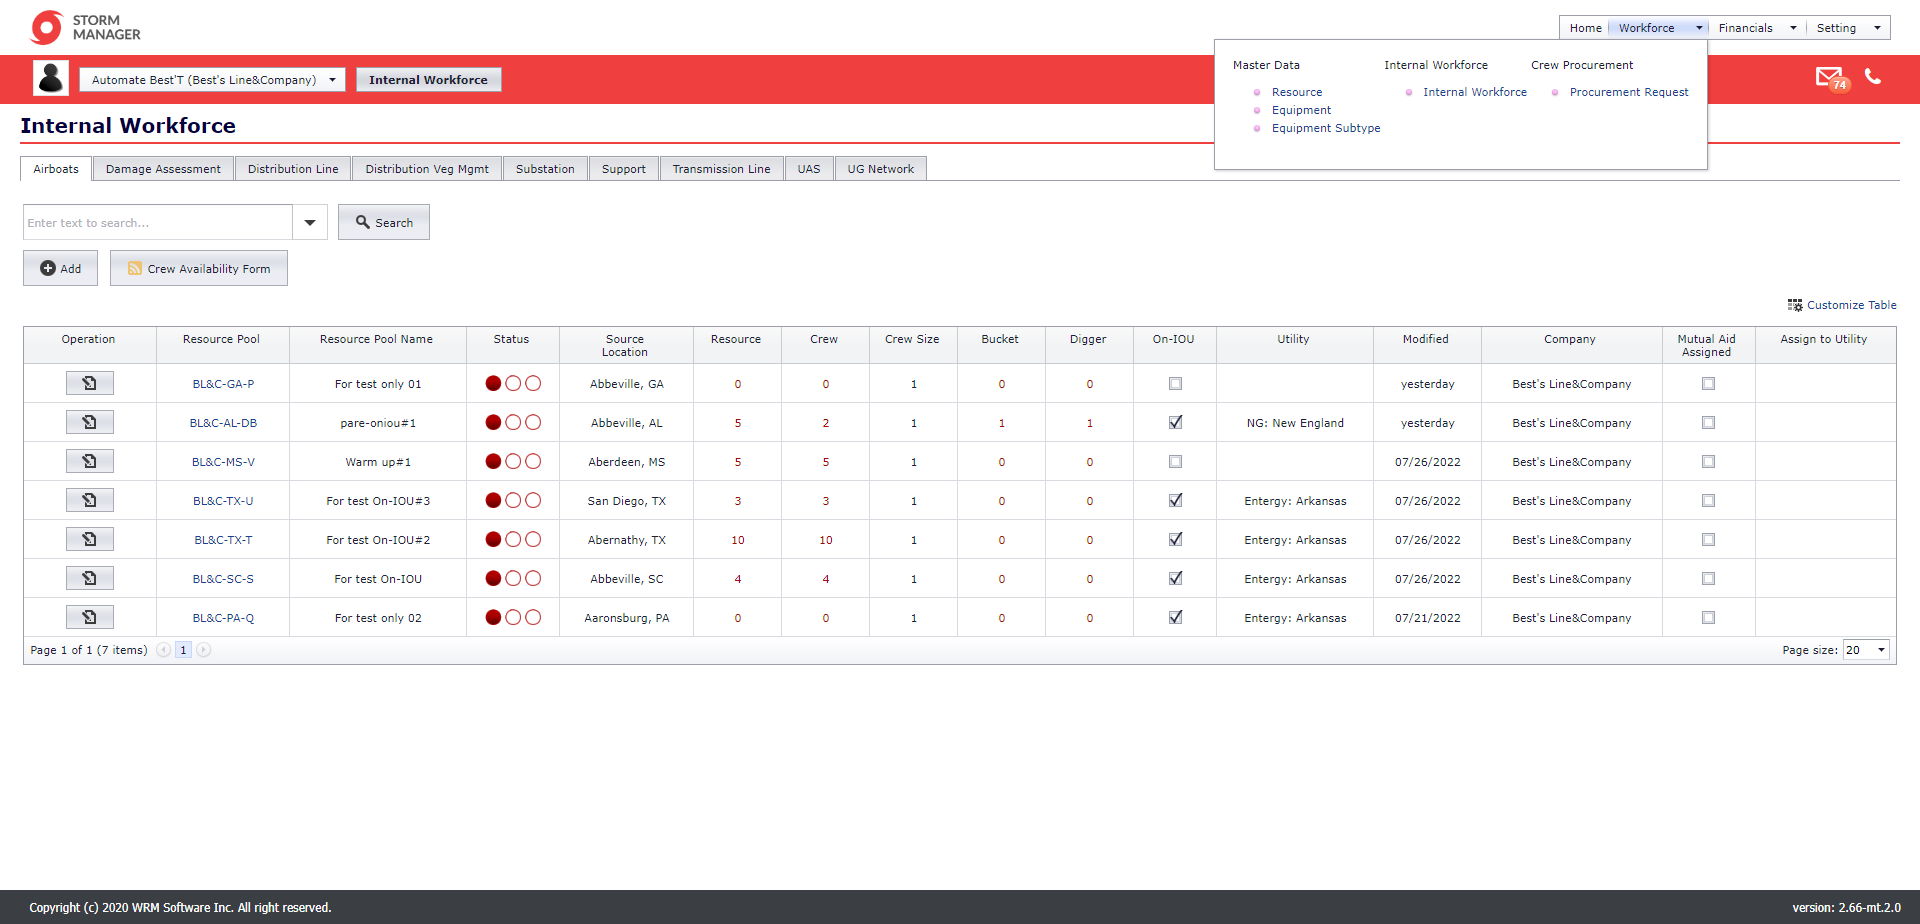 STORM
MANAGER
Home Workforce Financials Setting
Master Data Internal Workforce Crew Procurement
Resource Internal Workforce Procurement Request
Equipment
Equipment Subtype
Automate Best'T (Best's Line&Company) Internal Workforce
74
Internal Workforce
Airboats Damage Assessment Distribution Line Distribution Veg Mgmt Substation Support Transmission Line UAS UG Network
Enter text to search... Search
Add Crew Availability Form
Customize Table
Operation Resource Pool Resource Pool Name Status Source Location Resource Crew Crew Size Bucket Digger On-IOU Utility Modified Company Mutual Aid Assigned Assign to Utility
BL&C-GA-P For test only 01 Abbeville, GA 0 0 1 0 0 yesterday Best's Line&Company
BL&C-AL-DB pare-oniou#1 Abbeville, AL 5 2 1 1 1 NG: New England yesterday Best's Line&Company
BL&C-MS-V Warm up#1 Aberdeen, MS 5 5 1 0 0 07/26/2022 Best's Line&Company
BL&C-TX-U For test On-IOU#3 San Diego, TX 3 3 1 0 0 Entergy: Arkansas 07/26/2022 Best's Line&Company
BL&C-TX-T For test On-IOU#2 Abernathy, TX 10 10 1 0 0 Entergy: Arkansas 07/26/2022 Best's Line&Company
BL&C-SC-S For test On-IOU Abbeville, SC 4 4 1 0 0 Entergy: Arkansas 07/26/2022 Best's Line&Company
BL&C-PA-Q For test only 02 Aaronsburg, PA 0 0 1 0 0 Entergy: Arkansas 07/21/2022 Best's Line&Company
Page 1 of 1 (7 items) 1 Page size: 20
Copyright (c) 2020 WRM Software Inc. All right reserved. version: 2.66-mt.2.0